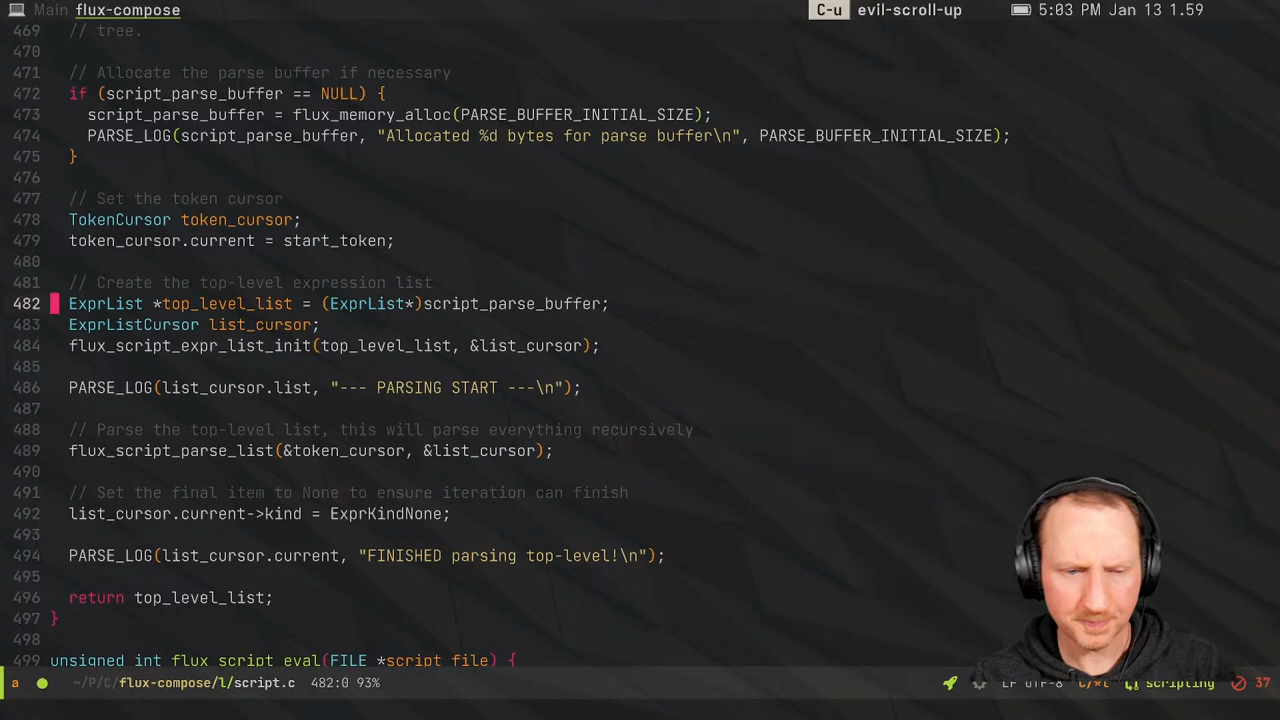 Main flux-compose C-u evil-scroll-up 5:03 PM Jan 13 1.59
469 // tree.
470
471 // Allocate the parse buffer if necessary
472 if (script_parse_buffer == NULL) {
473 script_parse_buffer = flux_memory_alloc(PARSE_BUFFER_INITIAL_SIZE);
474 PARSE_LOG(script_parse_buffer, "Allocated %d bytes for parse buffer\n", PARSE_BUFFER_INITIAL_SIZE);
475 }
476
477 // Set the token cursor
478 TokenCursor token_cursor;
479 token_cursor.current = start_token;
480
481 // Create the top-level expression list
482 ExprList *top_level_list = (ExprList*)script_parse_buffer;
483 ExprListCursor list_cursor;
484 flux_script_expr_list_init(top_level_list, &list_cursor);
485
486 PARSE_LOG(list_cursor.list, "--- PARSING START ---\n");
487
488 // Parse the top-level list, this will parse everything recursively
489 flux_script_parse_list(&token_cursor, &list_cursor);
490
491 // Set the final item to None to ensure iteration can finish
492 list_cursor.current->kind = ExprKindNone;
493
494 PARSE_LOG(list_cursor.current, "FINISHED parsing top-level!\n");
495
496 return top_level_list;
497 }
498
499 unsigned int flux_script_eval(FILE *script_file) {
a ~/P/C/flux-compose/l/script.c 482:0 93% LF UTF-8 C/*l scripting 37